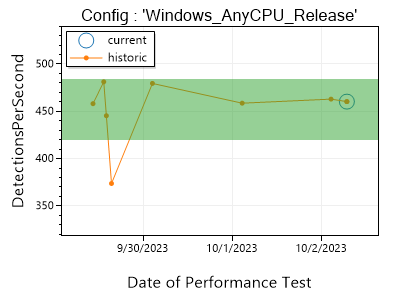 Config : 'Windows_AnyCPU_Release'
current
historic
500
450
400
350
DetectionsPerSecond
9/30/2023
10/1/2023
10/2/2023
Date of Performance Test